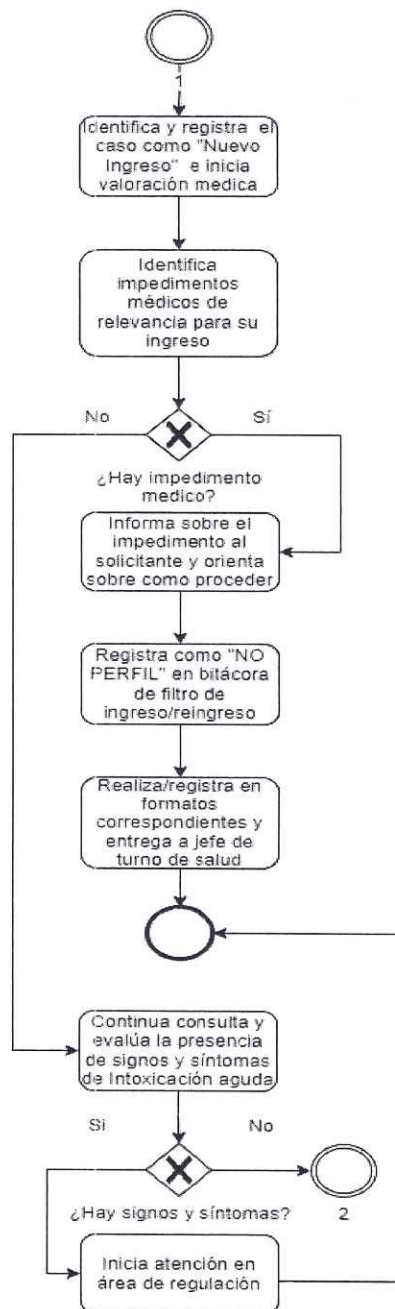 1
Identifica y registra el
caso como "Nuevo
Ingreso" e inicia
valoración medica
Identifica
impedimentos
médicos de
relevancia para su
ingreso
No
Sí
¿Hay impedimento
medico?
Informa sobre el
impedimento al
solicitante y orienta
sobre como proceder
Registra como "NO
PERFIL" en bitácora
de filtro de
ingreso/reingreso
Realiza/registra en
formatos
correspondientes y
entrega a jefe de
turno de salud
Continua consulta y
evalúa la presencia
de signos y síntomas
de Intoxicación aguda
Si
No
¿Hay signos y síntomas?
2
Inicia atención en
área de regulación